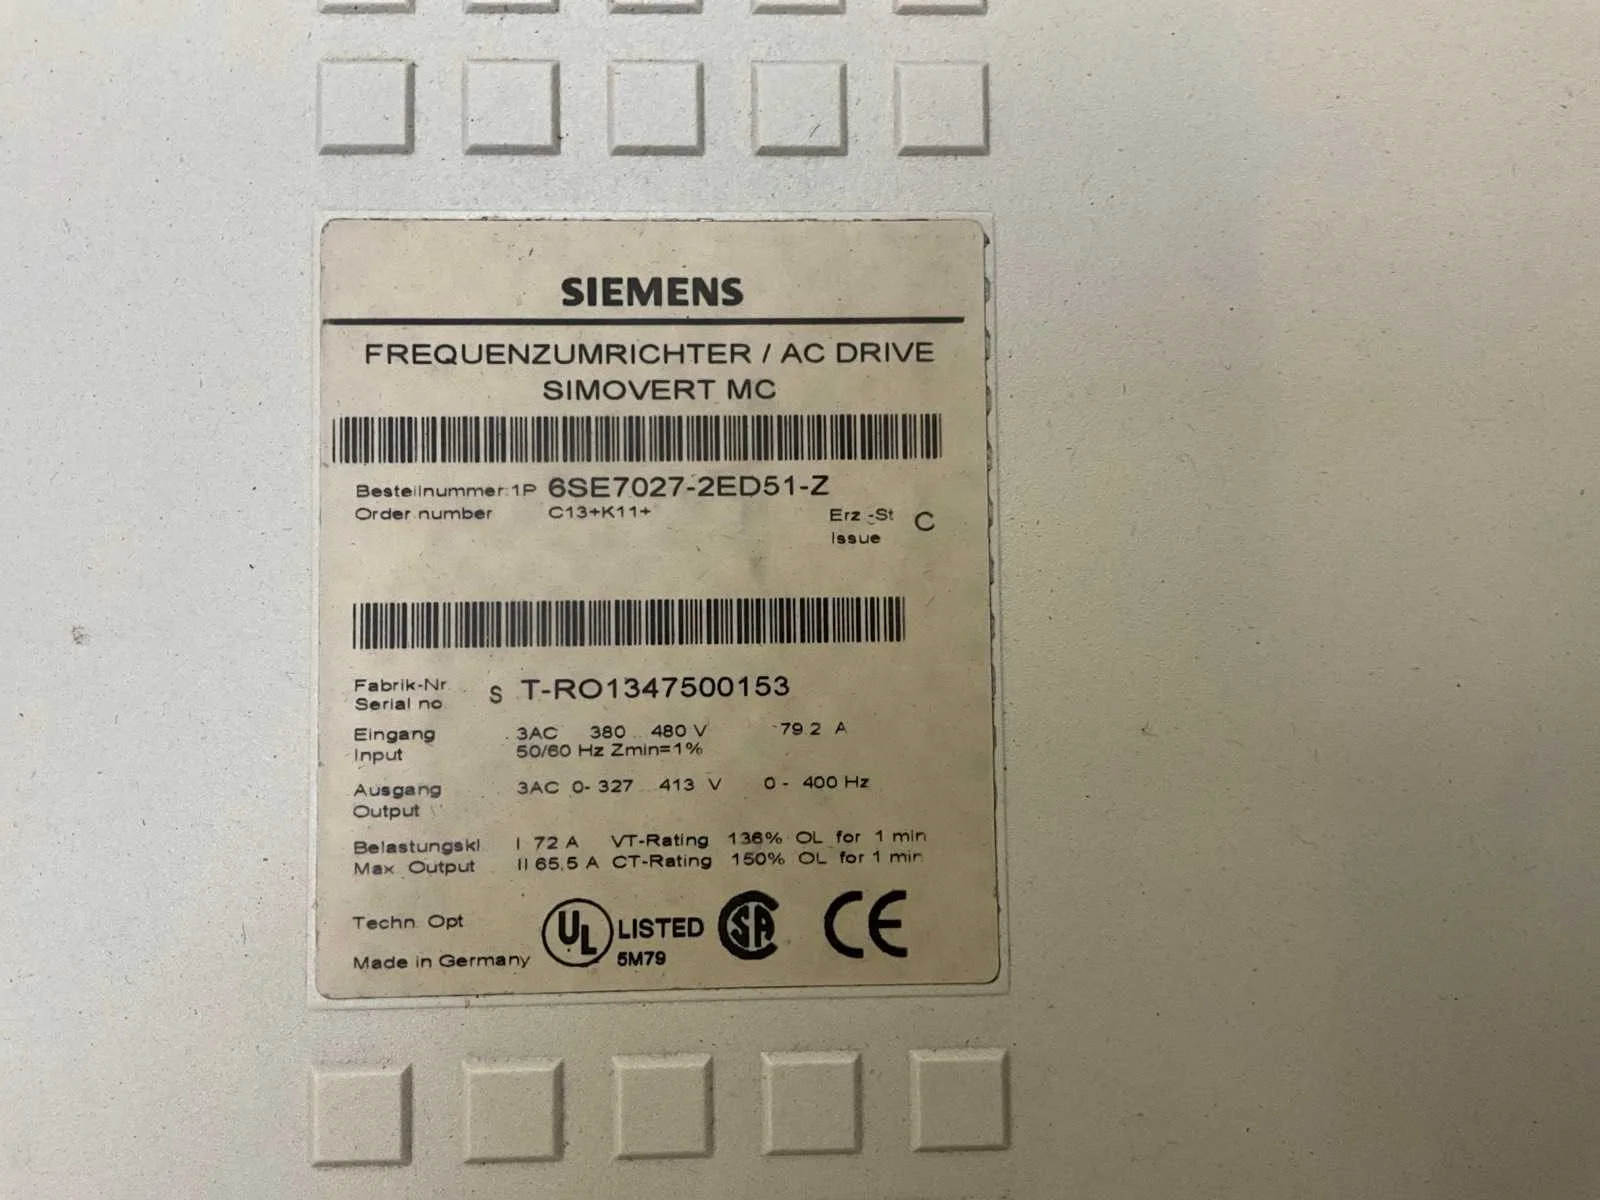 SIEMENS
FREQUENZUMRICHTER / AC DRIVE
SIMOVERT MC
Bestellnummer:1P 6SE7027-2ED51-Z
Order number C13+K11+
Erz.-St C
Issue
Fabrik-Nr. S T-RO1347500153
Serial no.
Eingang 3AC 380 .. 480 V 79.2 A
Input 50/60 Hz Zmin=1%
Ausgang 3AC 0- 327 .. 413 V 0 - 400 Hz
Output
Belastungskl. I 72 A VT-Rating 136% OL for 1 min
Max. Output II 65,5 A CT-Rating 150% OL for 1 min
Techn. Opt.
UL LISTED
5M79
SA CE
Made in Germany